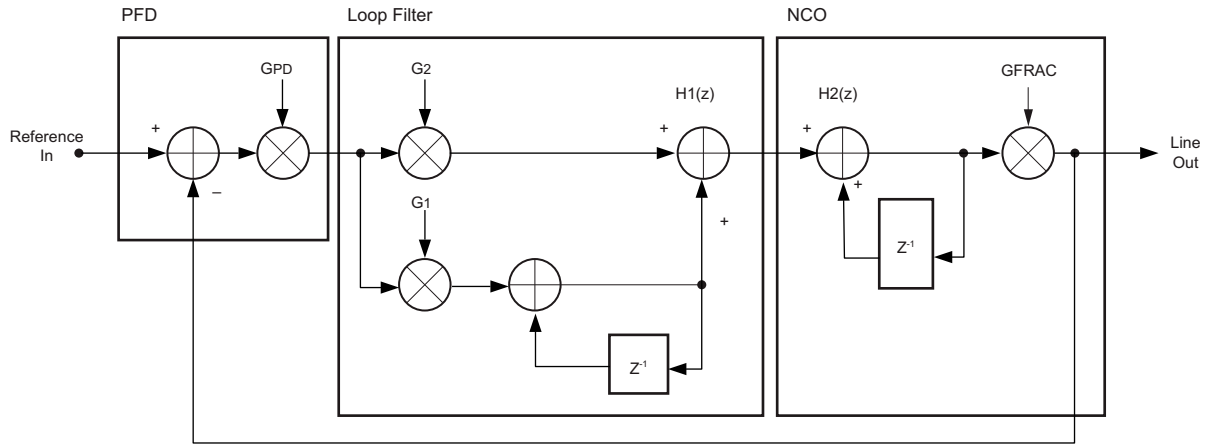 PFD
Loop Filter
NCO
GPD
G2
H1(z)
H2(z)
GFRAC
Reference
In
+
+
+
Line
Out
–
+
G1
+
Z-1
Z-1